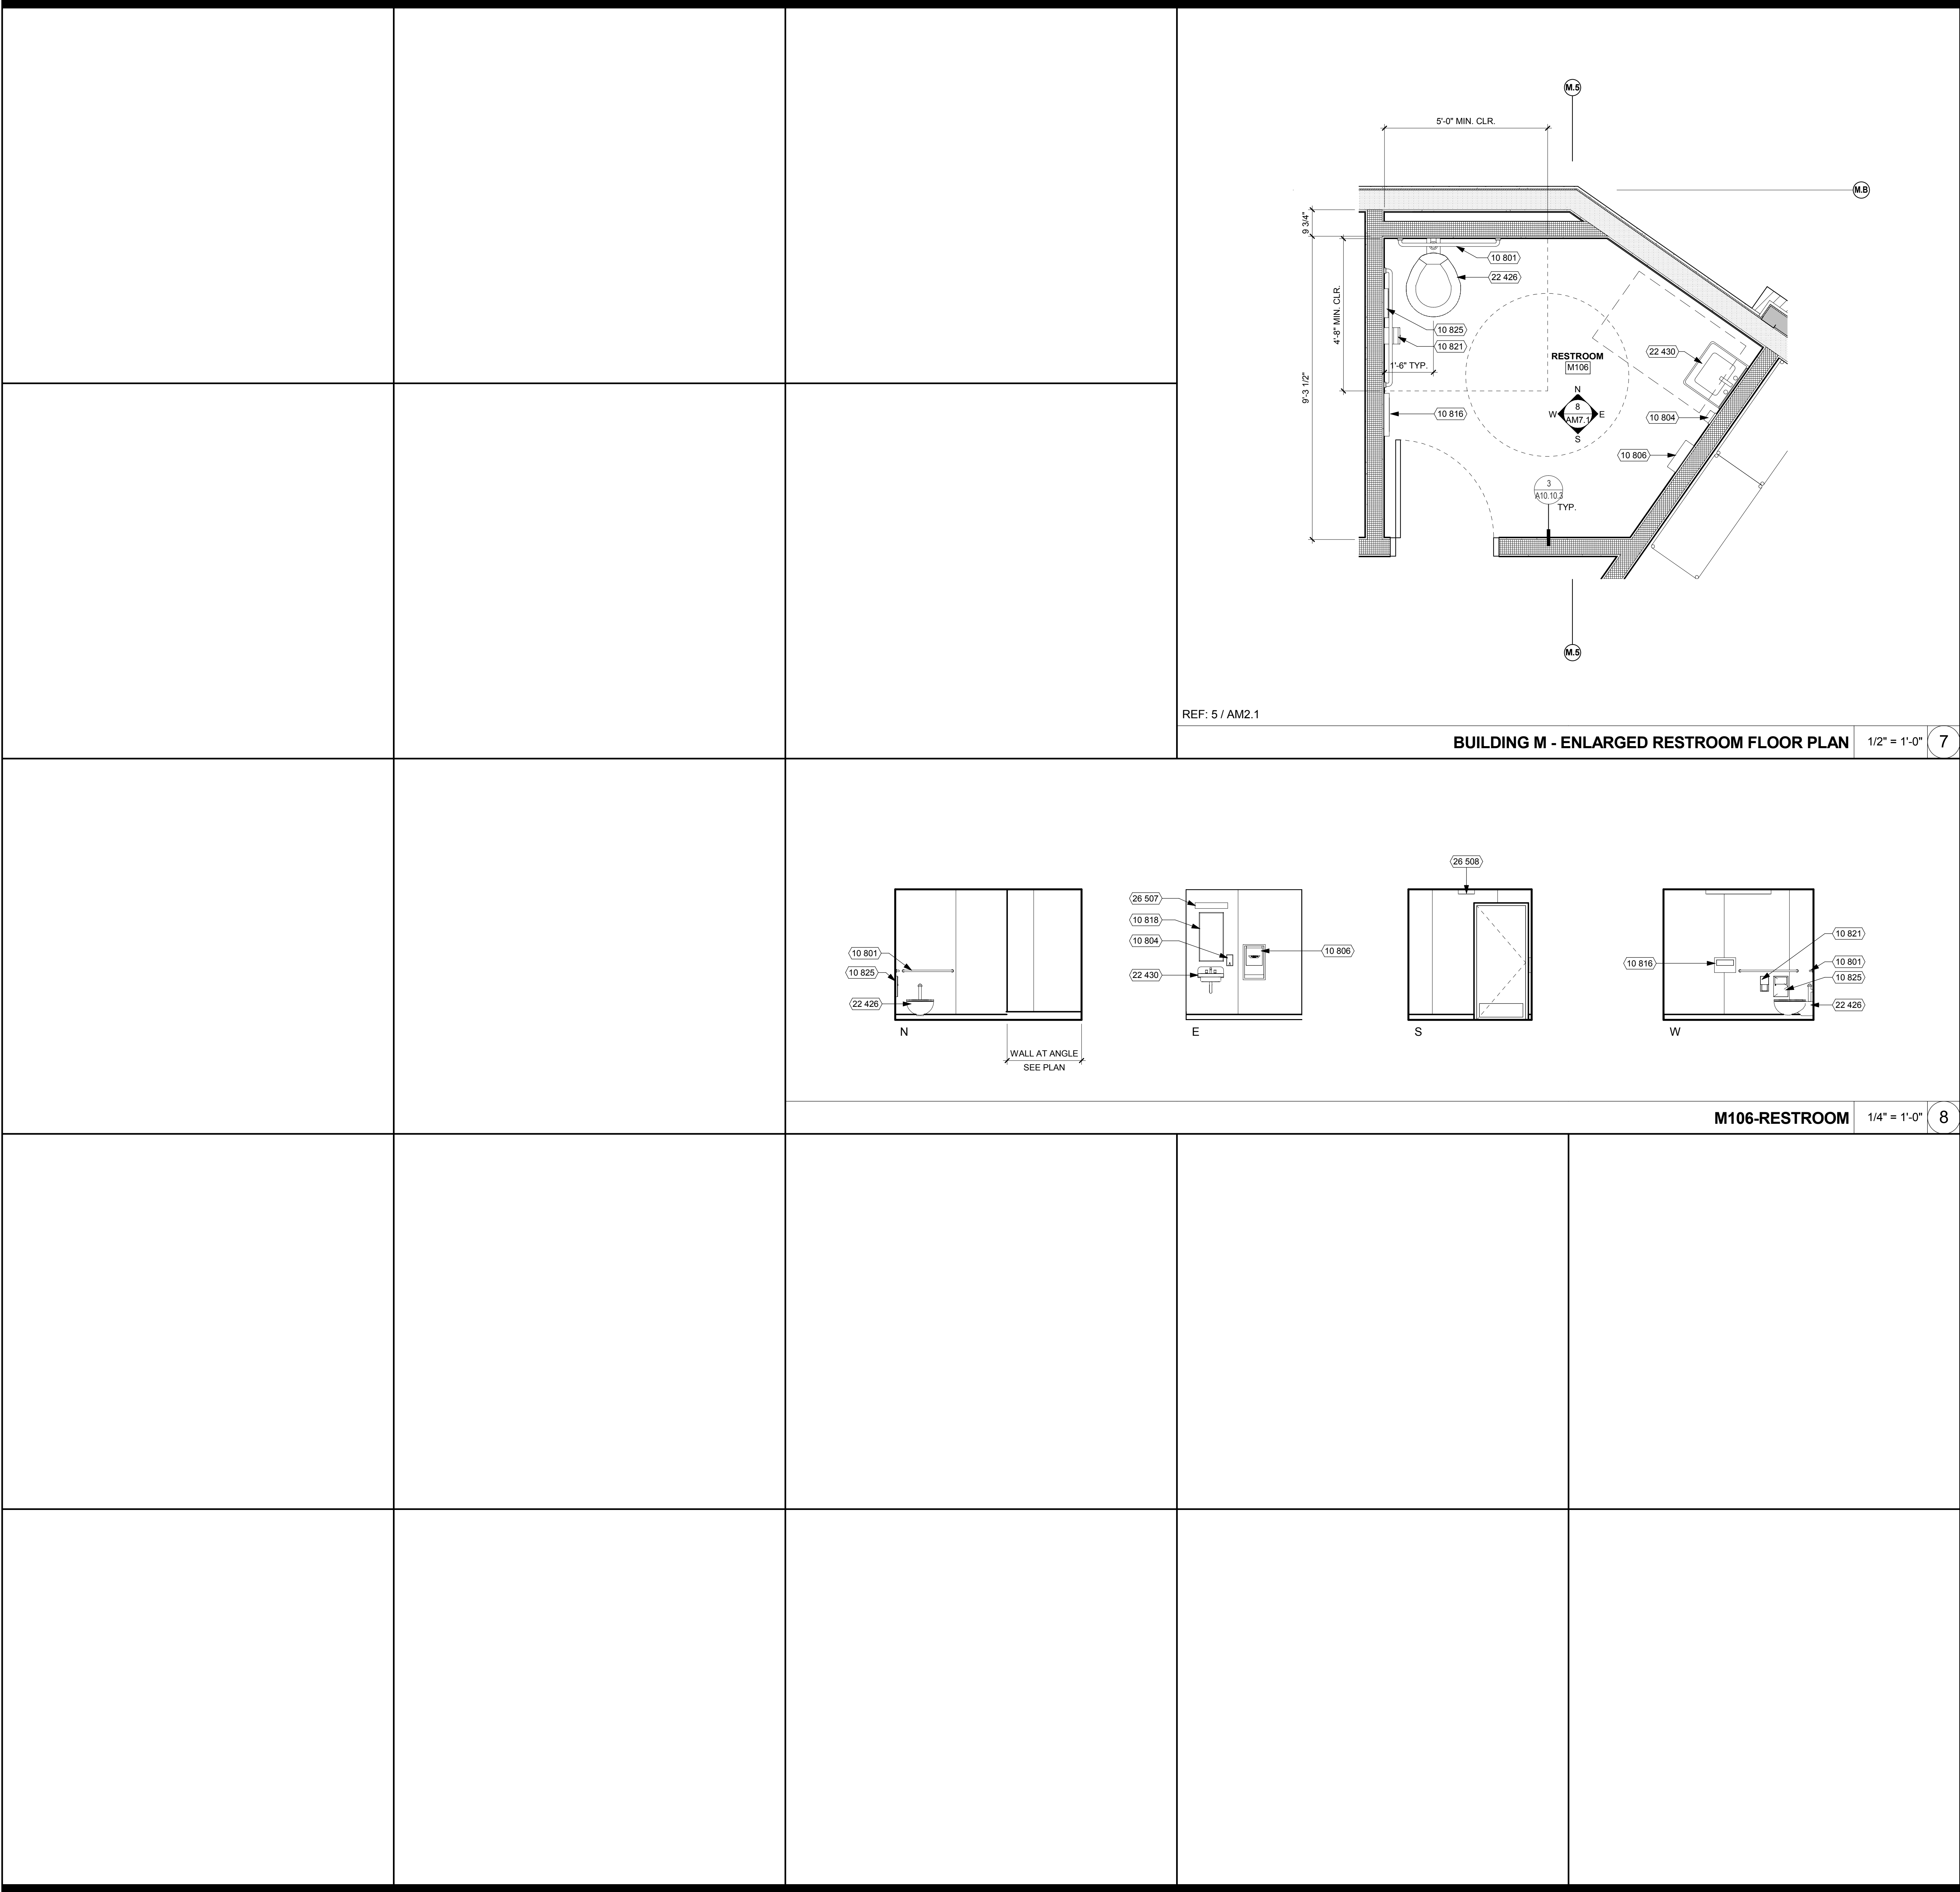 M.5
5'-0" MIN. CLR.
M.B
9 3/4"
10 801
22 426
4'-8" MIN. CLR.
10 825
10 821
RESTROOM
M106
22 430
1'-6" TYP.
9'-3 1/2"
N
W
8
AM7.1
E
S
10 816
10 804
10 806
3
A10.10.3
TYP.
M.5
REF: 5 / AM2.1
BUILDING M - ENLARGED RESTROOM FLOOR PLAN
1/2" = 1'-0"
7
10 801
10 825
22 426
N
WALL AT ANGLE
SEE PLAN
26 507
10 818
10 804
22 430
10 806
E
26 508
S
10 816
10 821
10 801
10 825
22 426
W
M106-RESTROOM
1/4" = 1'-0"
8